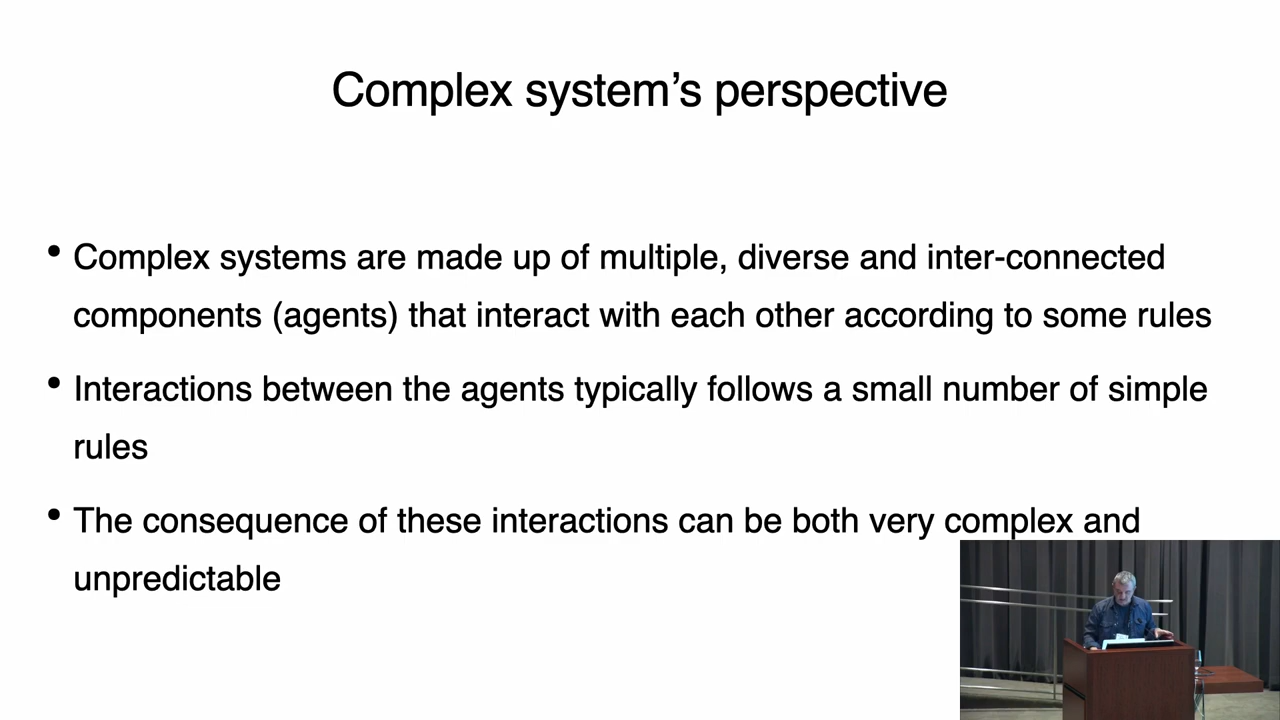 Complex system’s perspective
• Complex systems are made up of multiple, diverse and inter-connected
components (agents) that interact with each other according to some rules
• Interactions between the agents typically follows a small number of simple
rules
• The consequence of these interactions can be both very complex and
unpredictable